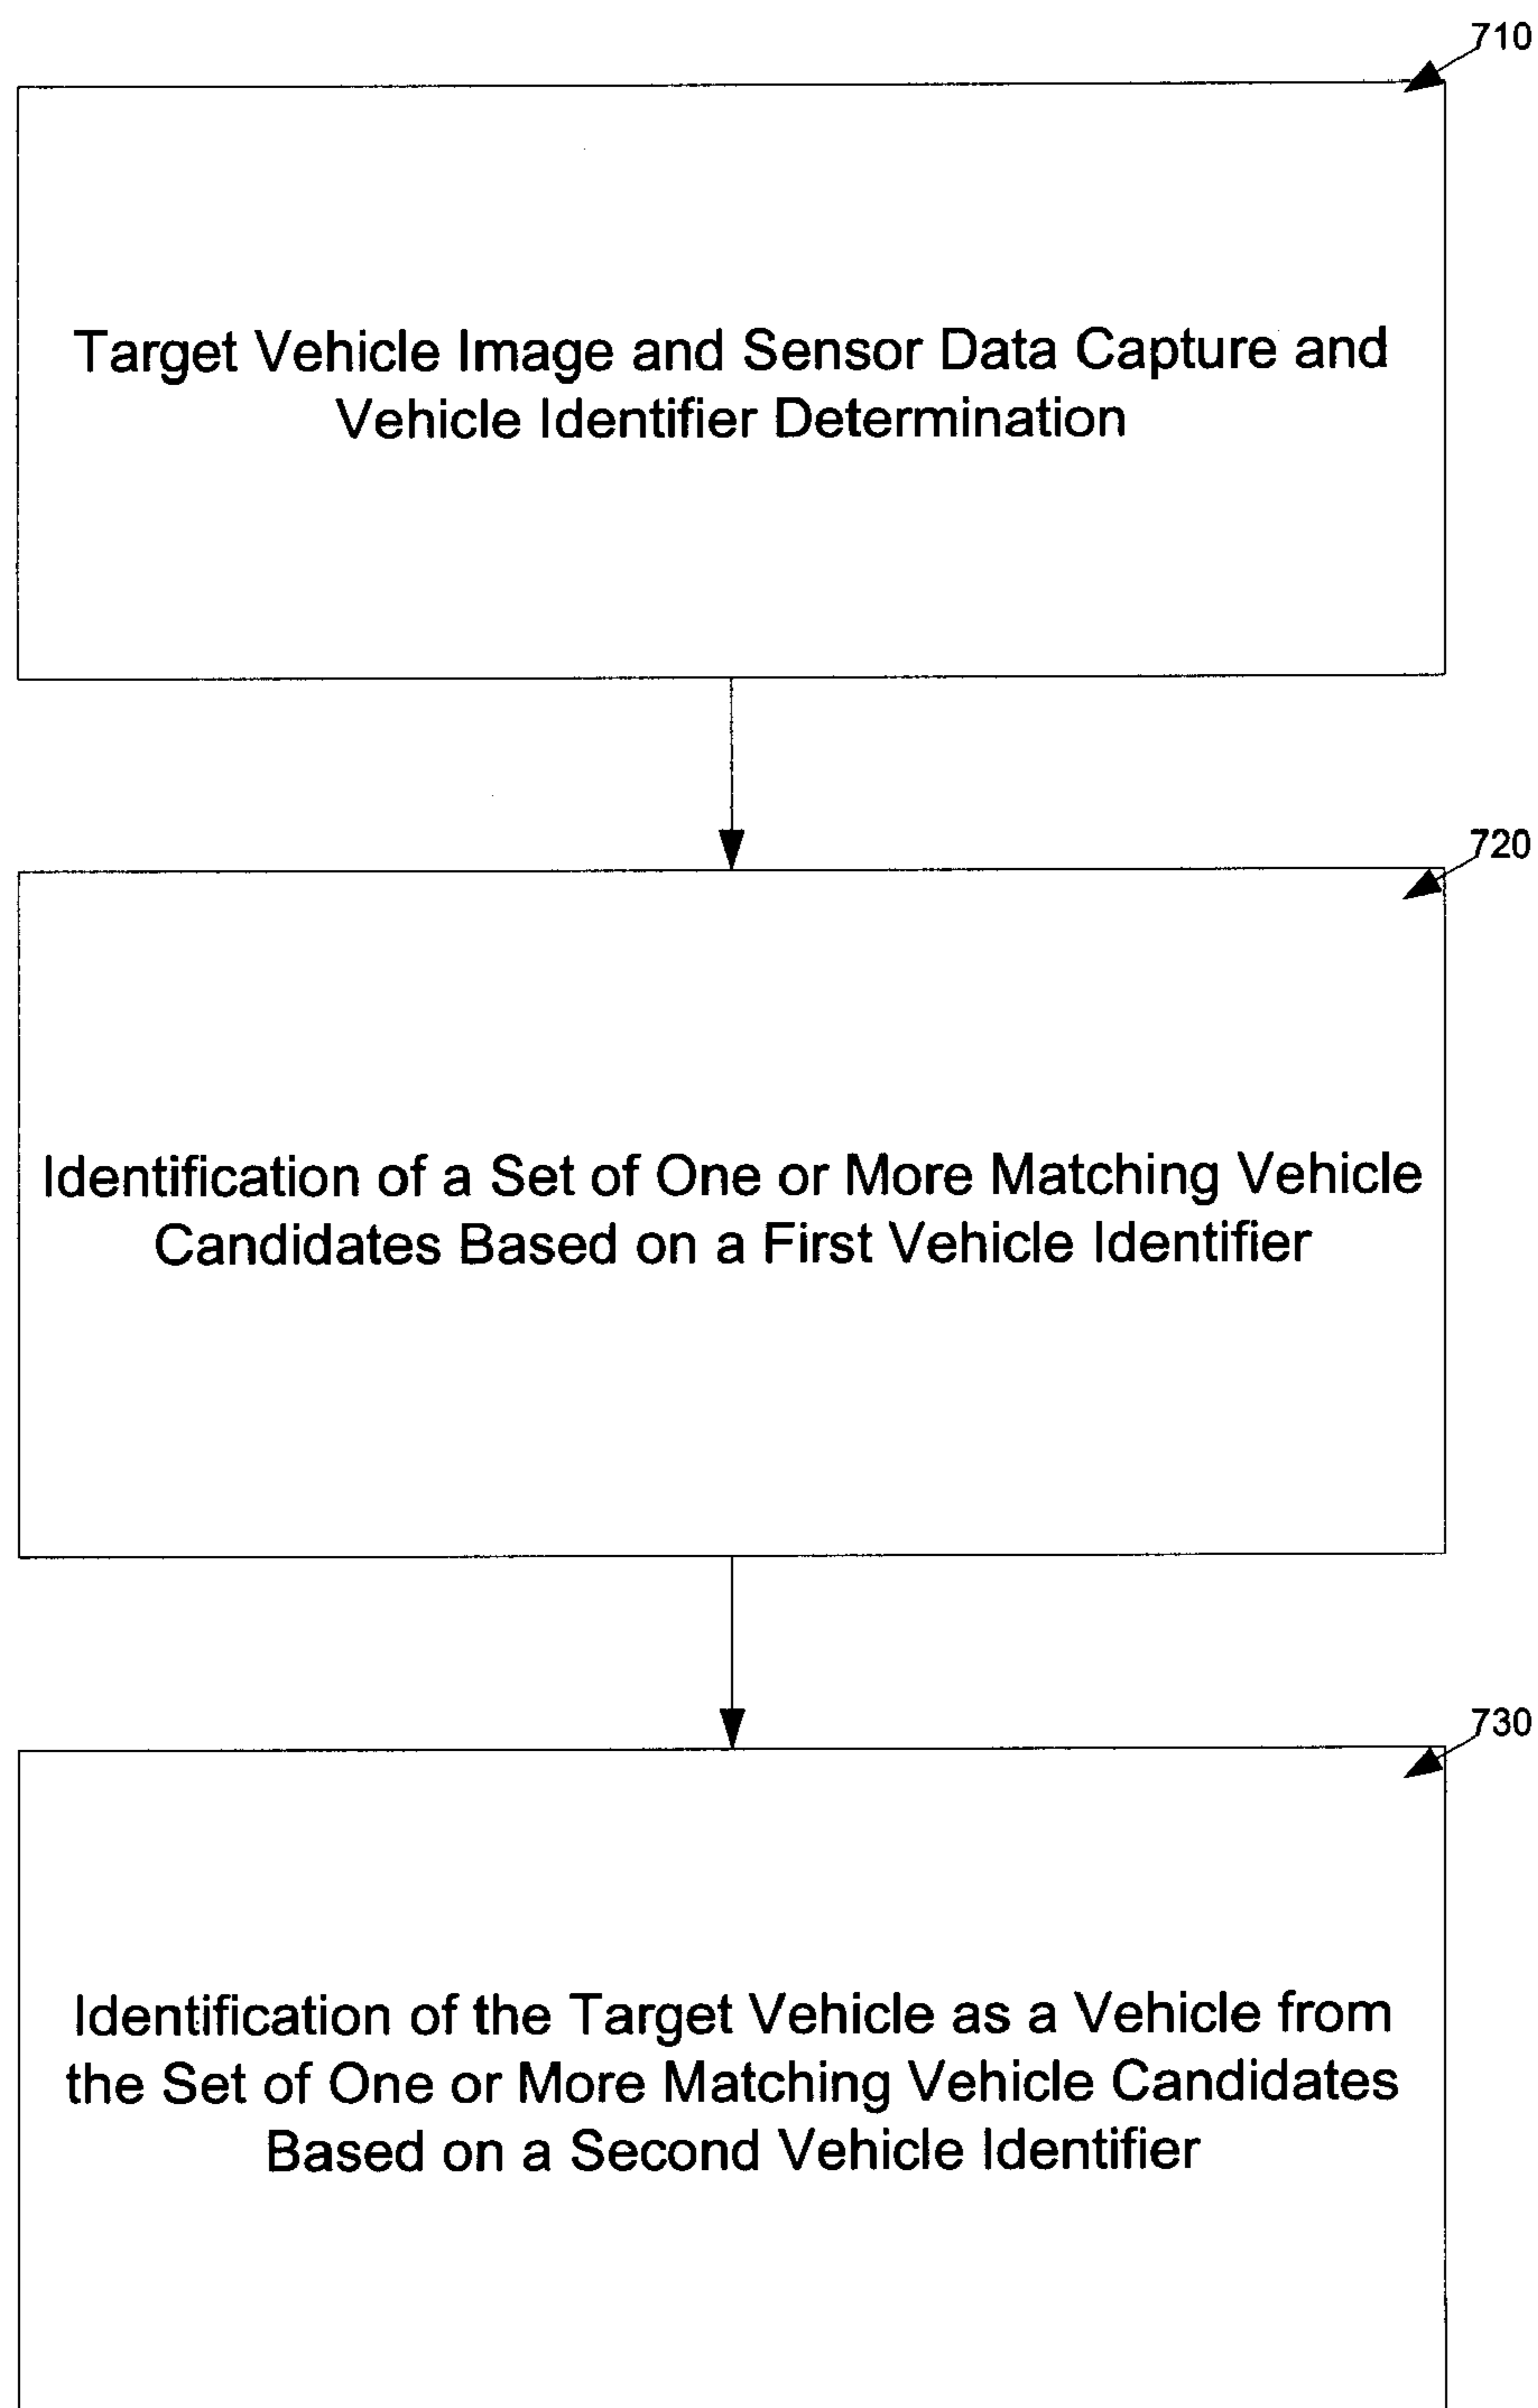 710
Target Vehicle Image and Sensor Data Capture and
Vehicle Identifier Determination
720
Identification of a Set of One or More Matching Vehicle
Candidates Based on a First Vehicle Identifier
730
Identification of the Target Vehicle as a Vehicle from
the Set of One or More Matching Vehicle Candidates
Based on a Second Vehicle Identifier